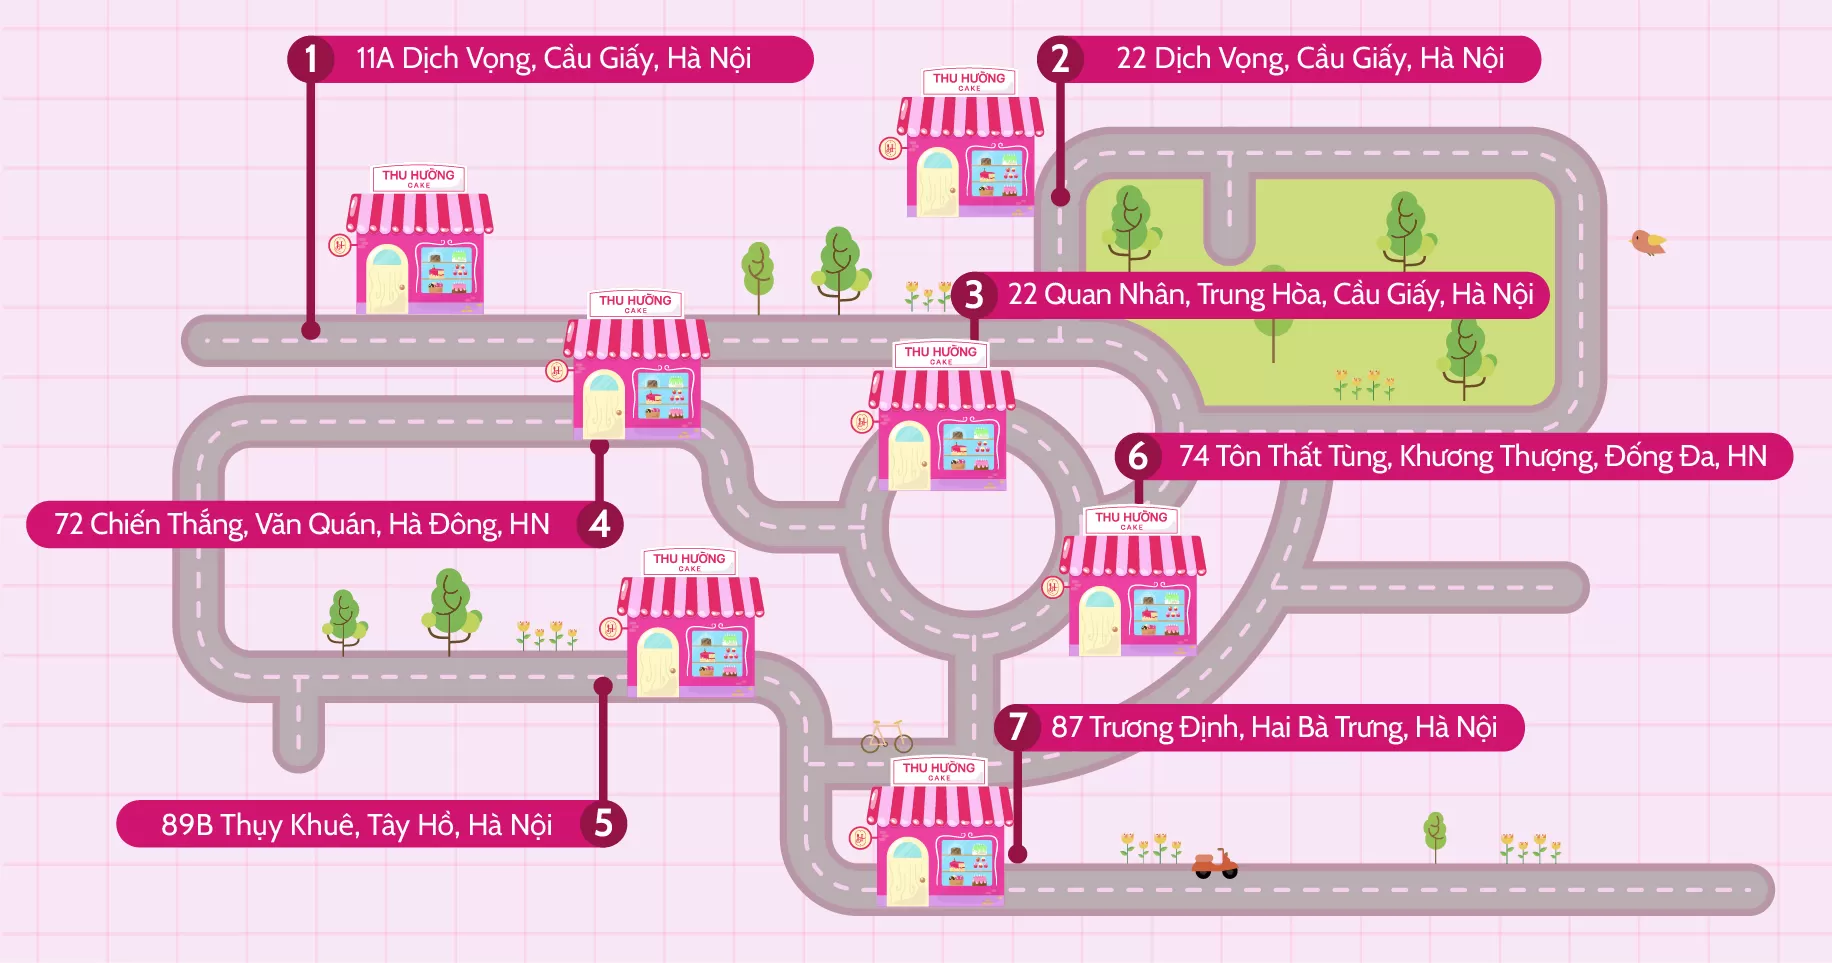 1 11A Dịch Vọng, Cầu Giấy, Hà Nội
2 22 Dịch Vọng, Cầu Giấy, Hà Nội
THU HƯỜNG
CAKE
THU HƯỜNG
CAKE
3 22 Quan Nhân, Trung Hòa, Cầu Giấy, Hà Nội
THU HƯỜNG
CAKE
THU HƯỜNG
CAKE
6 74 Tôn Thất Tùng, Khương Thượng, Đống Đa, HN
72 Chiến Thắng, Văn Quán, Hà Đông, HN 4
THU HƯỜNG
CAKE
THU HƯỜNG
CAKE
7 87 Trương Định, Hai Bà Trưng, Hà Nội
THU HƯỜNG
CAKE
89B Thụy Khuê, Tây Hồ, Hà Nội 5